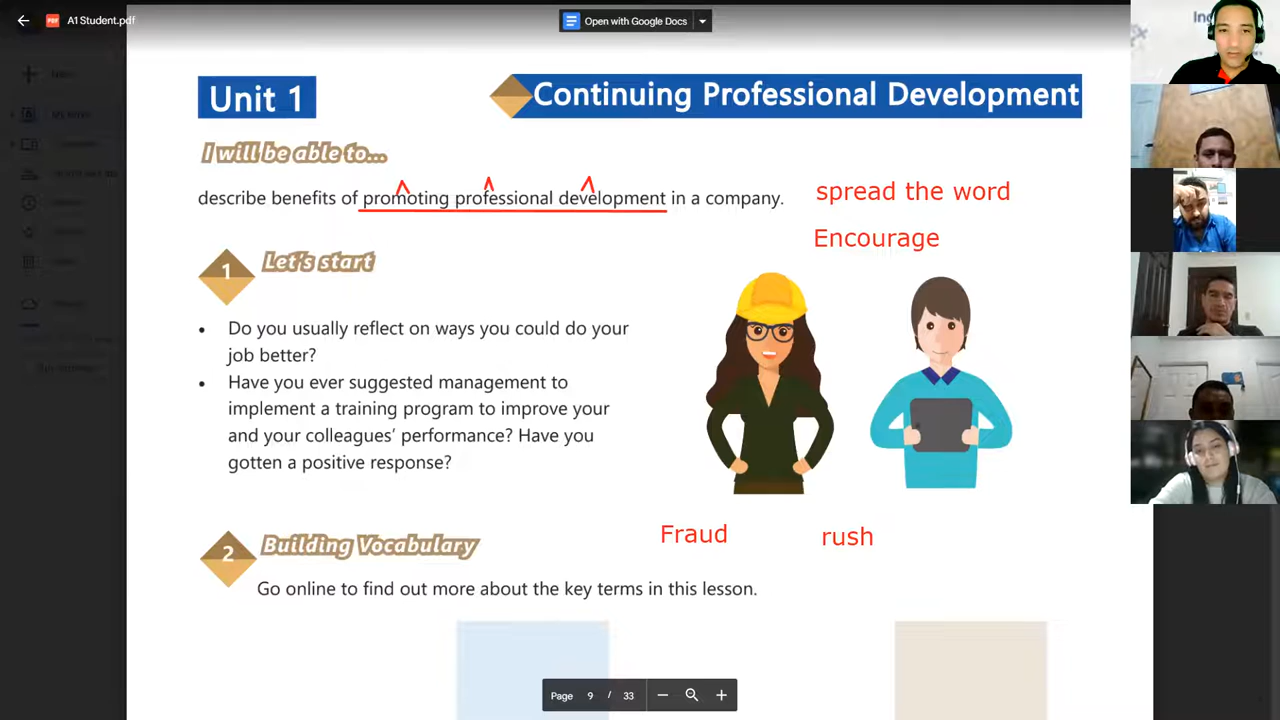 A1 Student.pdf
Open with Google Docs
Unit 1
Continuing Professional Development
I will be able to...
describe benefits of promoting professional development in a company.
spread the word
Encourage
1
Let's start
• Do you usually reflect on ways you could do your
job better?
• Have you ever suggested management to
implement a training program to improve your
and your colleagues' performance? Have you
gotten a positive response?
Fraud
rush
2
Building Vocabulary
Go online to find out more about the key terms in this lesson.
Page 9 / 33